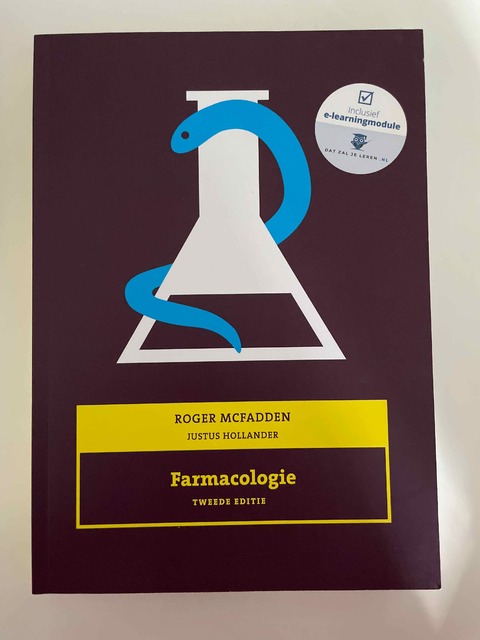 Inclusief
e-learningmodule
DAT ZAL JE LEREN .NL
ROGER MCFADDEN
JUSTUS HOLLANDER
Farmacologie
TWEEDE EDITIE